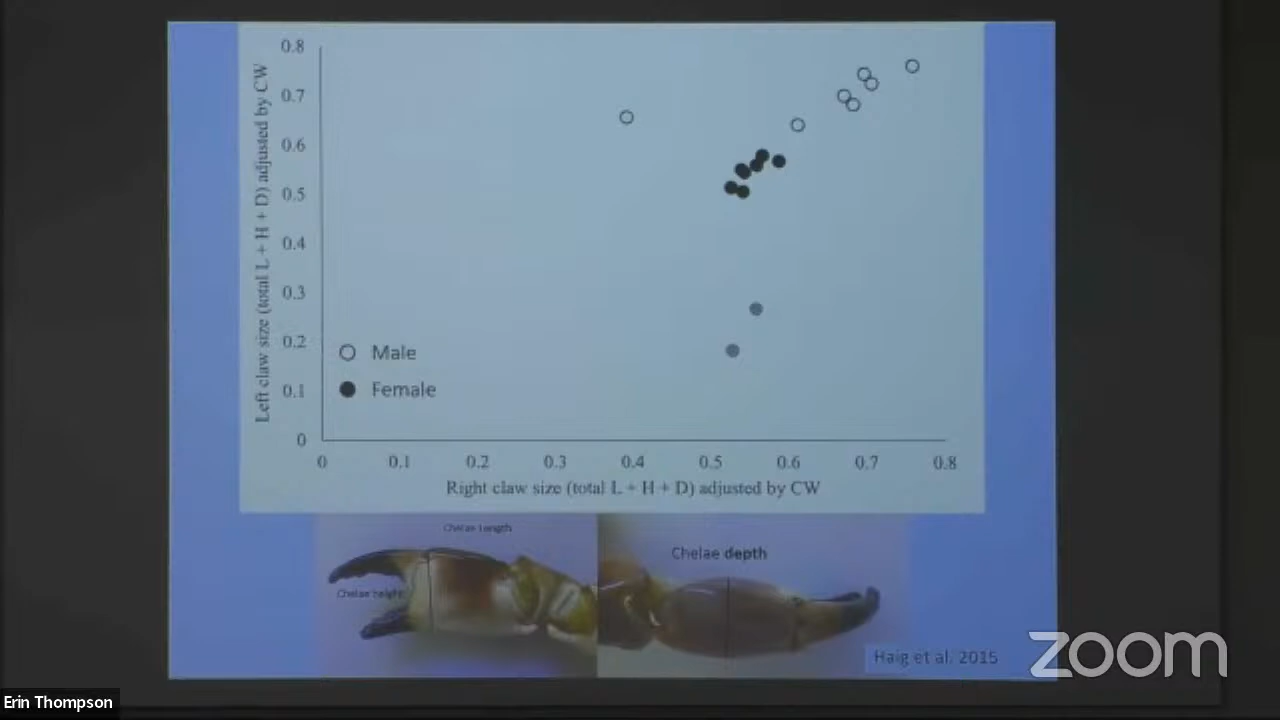 0.8
0.7
0.6
0.5
0.4
0.3
0.2
0.1
0
Left claw size (total L + H + D) adjusted by CW
Male
Female
0 0.1 0.2 0.3 0.4 0.5 0.6 0.7 0.8
Right claw size (total L + H + D) adjusted by CW
Chelae Length
Chelae height
Chelae depth
Haig et al. 2015
zoom
Erin Thompson